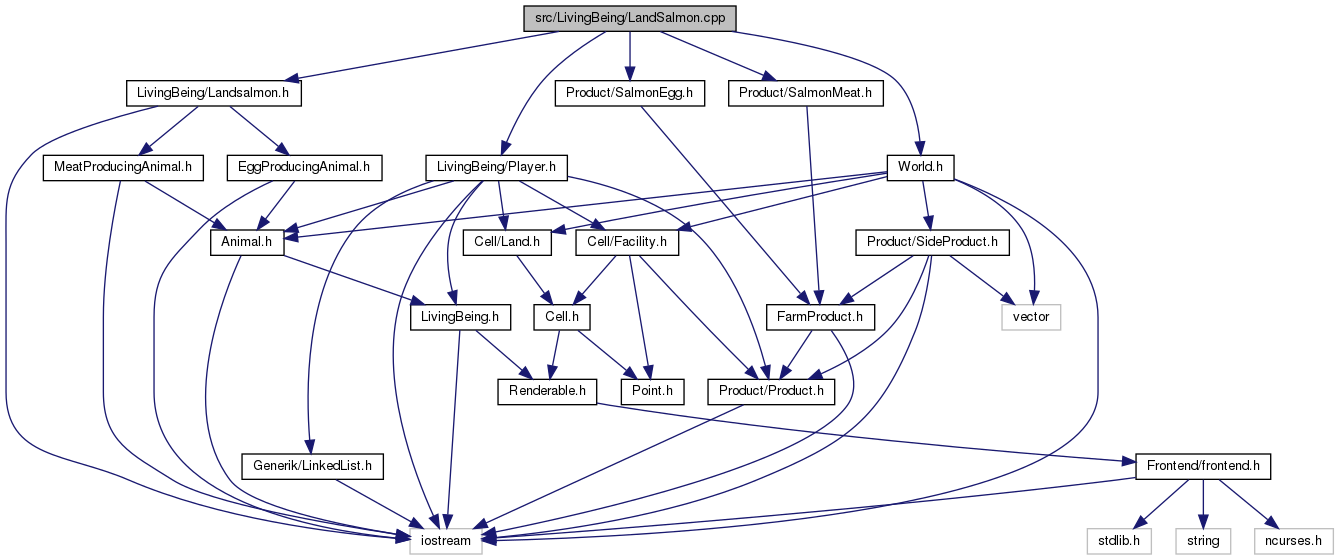 src/LivingBeing/LandSalmon.cpp
LivingBeing/Landsalmon.h
Product/SalmonEgg.h
Product/SalmonMeat.h
MeatProducingAnimal.h
EggProducingAnimal.h
LivingBeing/Player.h
World.h
Animal.h
Cell/Land.h
Cell/Facility.h
Product/SideProduct.h
LivingBeing.h
Cell.h
FarmProduct.h
vector
Renderable.h
Point.h
Product/Product.h
Generik/LinkedList.h
Frontend/frontend.h
iostream
stdlib.h
string
ncurses.h